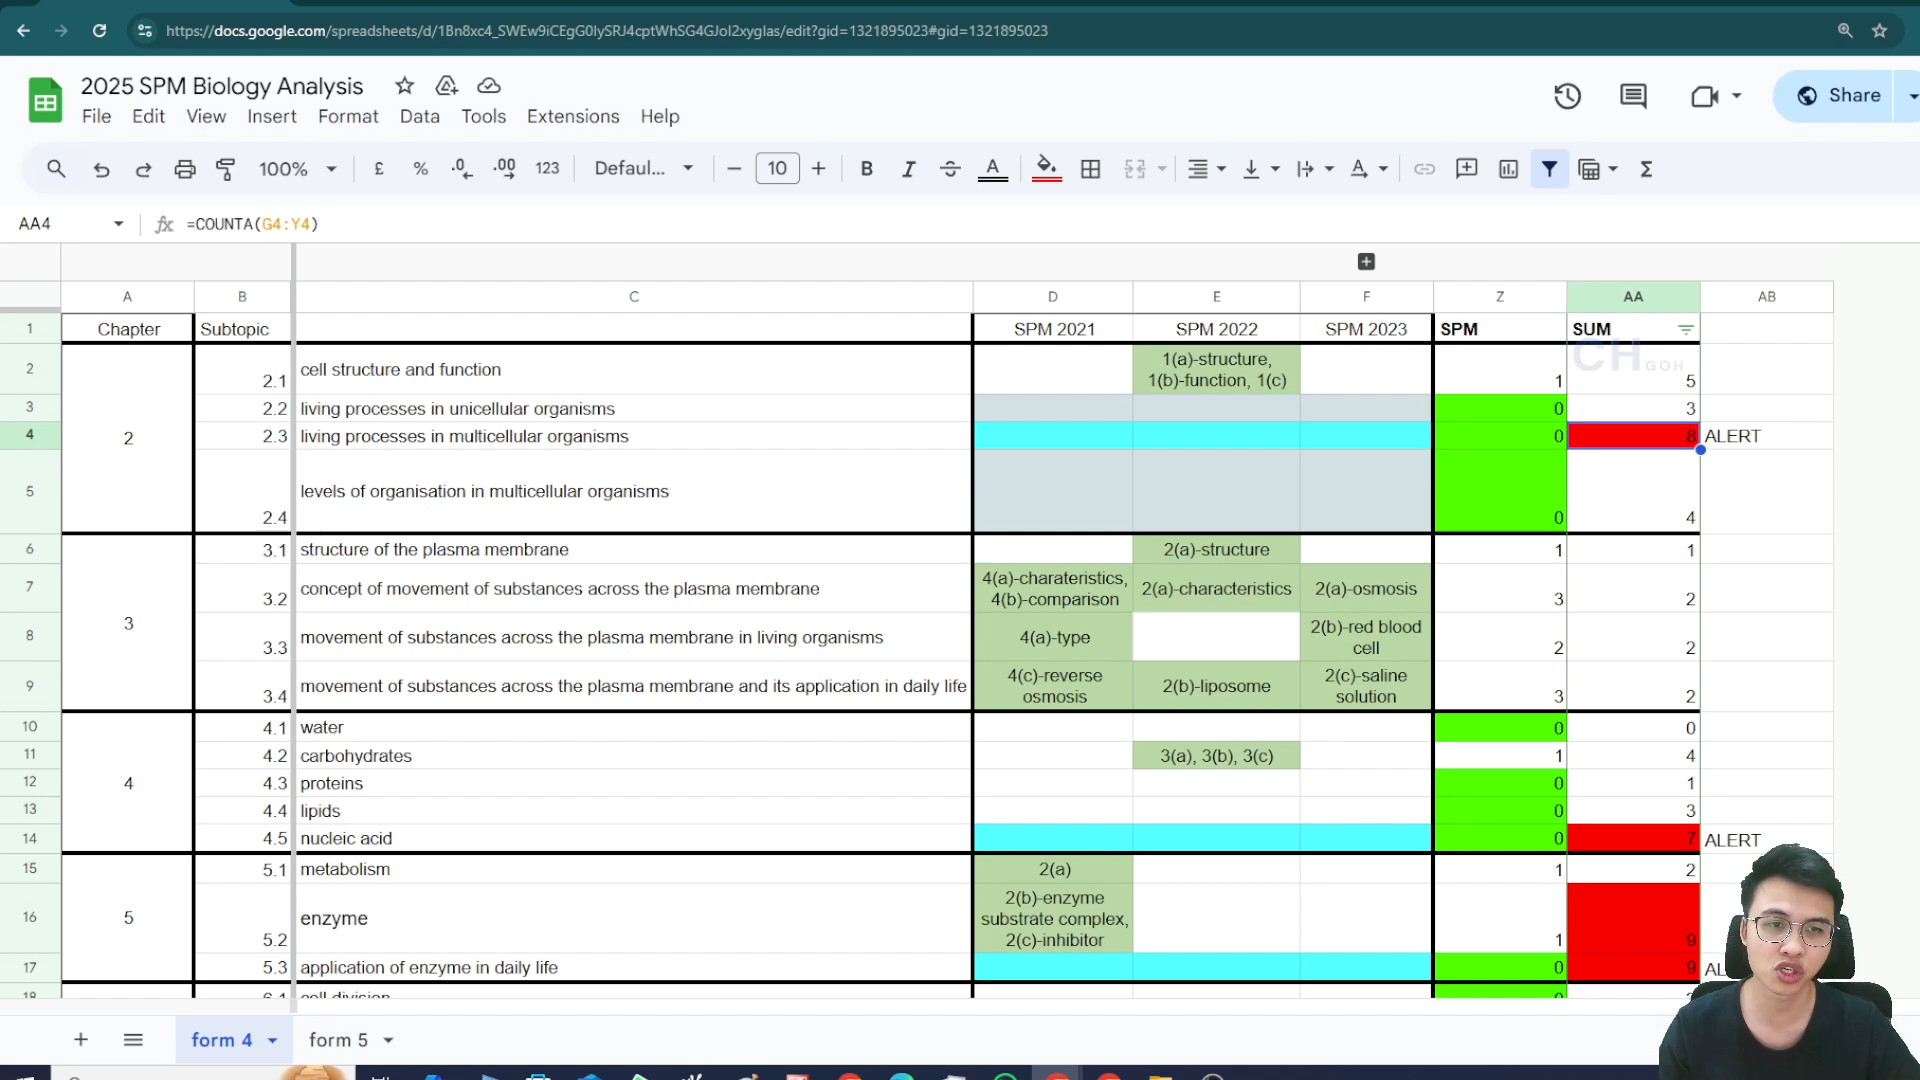 https://docs.google.com/spreadsheets/d/1Bn8xc4_SWEw9iCEgG0IySRJ4cptWhSG4GJol2xyglas/edit?gid=1321895023#gid=1321895023
2025 SPM Biology Analysis
File Edit View Insert Format Data Tools Extensions Help
Share
100% £ % .0 .00 123 Defaul... 10 B I A Σ
AA4 fx =COUNTA(G4:Y4)
A B C D E F Z AA AB
1 Chapter Subtopic SPM 2021 SPM 2022 SPM 2023 SPM SUM
CH GOH
2 2.1 cell structure and function 1(a)-structure, 1(b)-function, 1(c) 1 5
3 2.2 living processes in unicellular organisms 0 3
4 2 2.3 living processes in multicellular organisms 0 8 ALERT
5 2.4 levels of organisation in multicellular organisms 0 4
6 3.1 structure of the plasma membrane 2(a)-structure 1 1
7 3.2 concept of movement of substances across the plasma membrane 4(a)-charateristics, 4(b)-comparison 2(a)-characteristics 2(a)-osmosis 3 2
8 3 3.3 movement of substances across the plasma membrane in living organisms 4(a)-type 2(b)-red blood cell 2 2
9 3.4 movement of substances across the plasma membrane and its application in daily life 4(c)-reverse osmosis 2(b)-liposome 2(c)-saline solution 3 2
10 4.1 water 0 0
11 4.2 carbohydrates 3(a), 3(b), 3(c) 1 4
12 4 4.3 proteins 0 1
13 4.4 lipids 0 3
14 4.5 nucleic acid 0 7 ALERT
15 5.1 metabolism 2(a) 1 2
16 5 5.2 enzyme 2(b)-enzyme substrate complex, 2(c)-inhibitor 1 9
17 5.3 application of enzyme in daily life 0 9
18 6.1 cell division 0
form 4 form 5